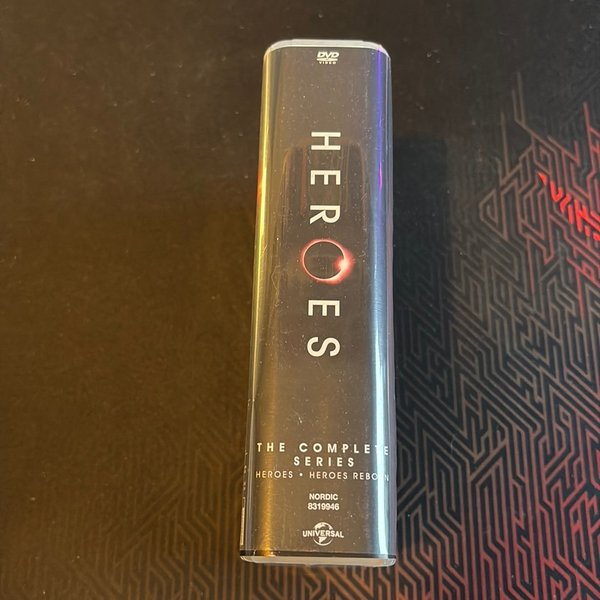 DVD
VIDEO
HEROES
THE COMPLETE
SERIES
HEROES • HEROES REBORN
NORDIC
8319946
UNIVERSAL